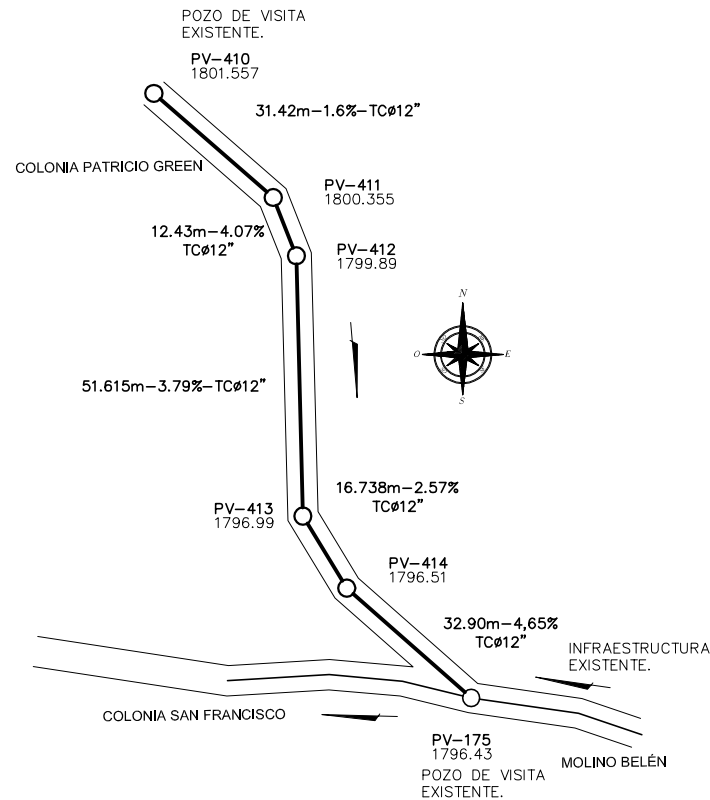 POZO DE VISITA
EXISTENTE.
PV-410
1801.557
31.42m-1.6%-TCø12”
COLONIA PATRICIO GREEN
PV-411
1800.355
12.43m-4.07%
TCø12”
PV-412
1799.89
N
O
E
S
51.615m-3.79%-TCø12”
16.738m-2.57%
TCø12”
PV-413
1796.99
PV-414
1796.51
32.90m-4,65%
TCø12”
INFRAESTRUCTURA
EXISTENTE.
COLONIA SAN FRANCISCO
PV-175
1796.43
MOLINO BELÉN
POZO DE VISITA
EXISTENTE.